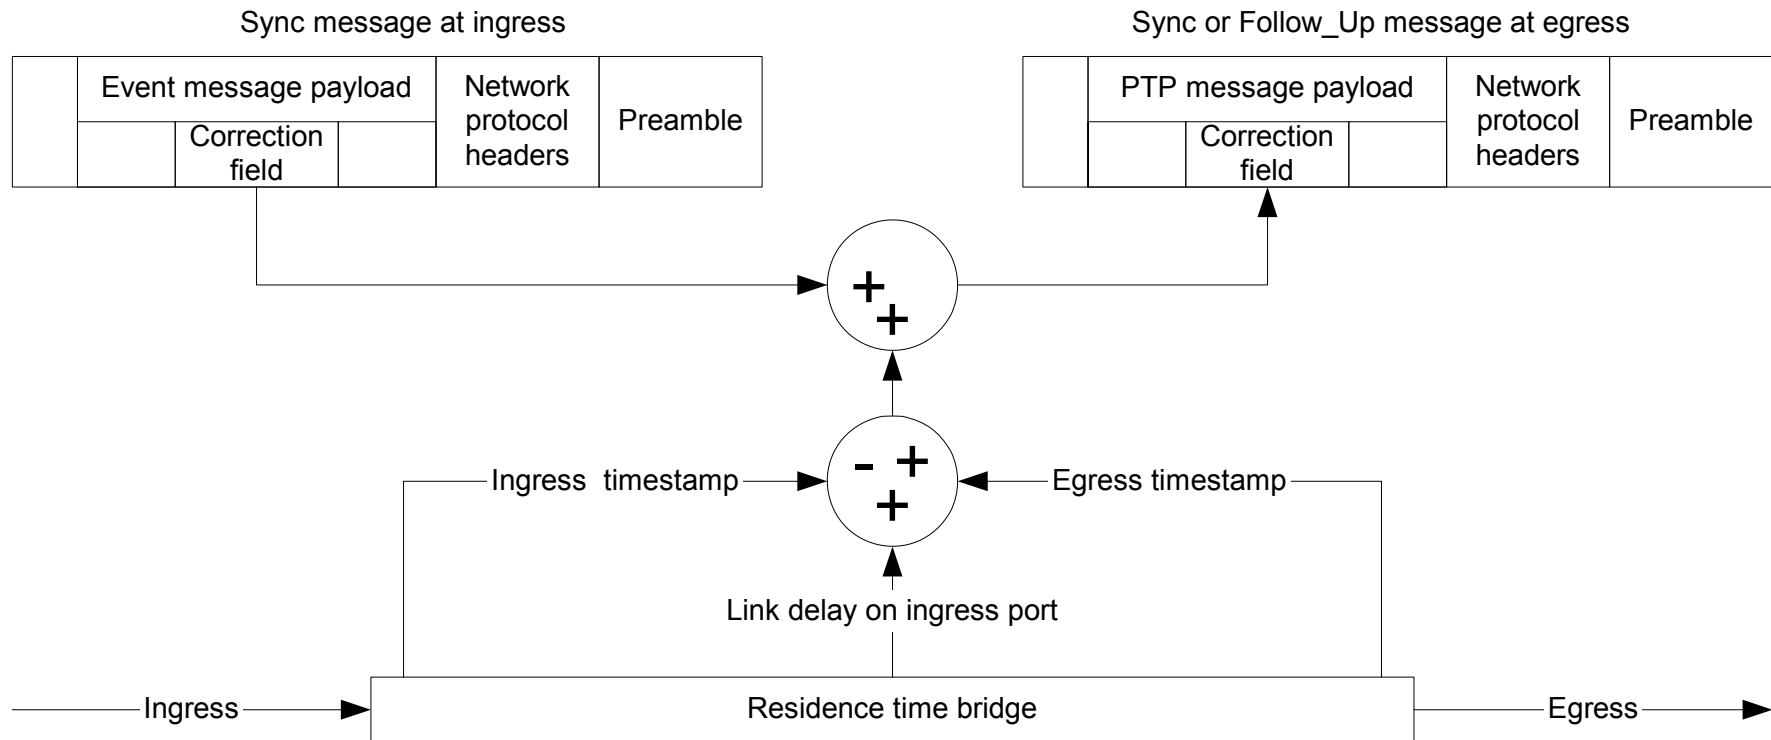 Sync message at ingress
Sync or Follow_Up message at egress
Event message payload
Correction
field
Network
protocol
headers
Preamble
PTP message payload
Correction
field
Network
protocol
headers
Preamble
+
+
- +
+
Ingress timestamp
Egress timestamp
Link delay on ingress port
Ingress
Residence time bridge
Egress